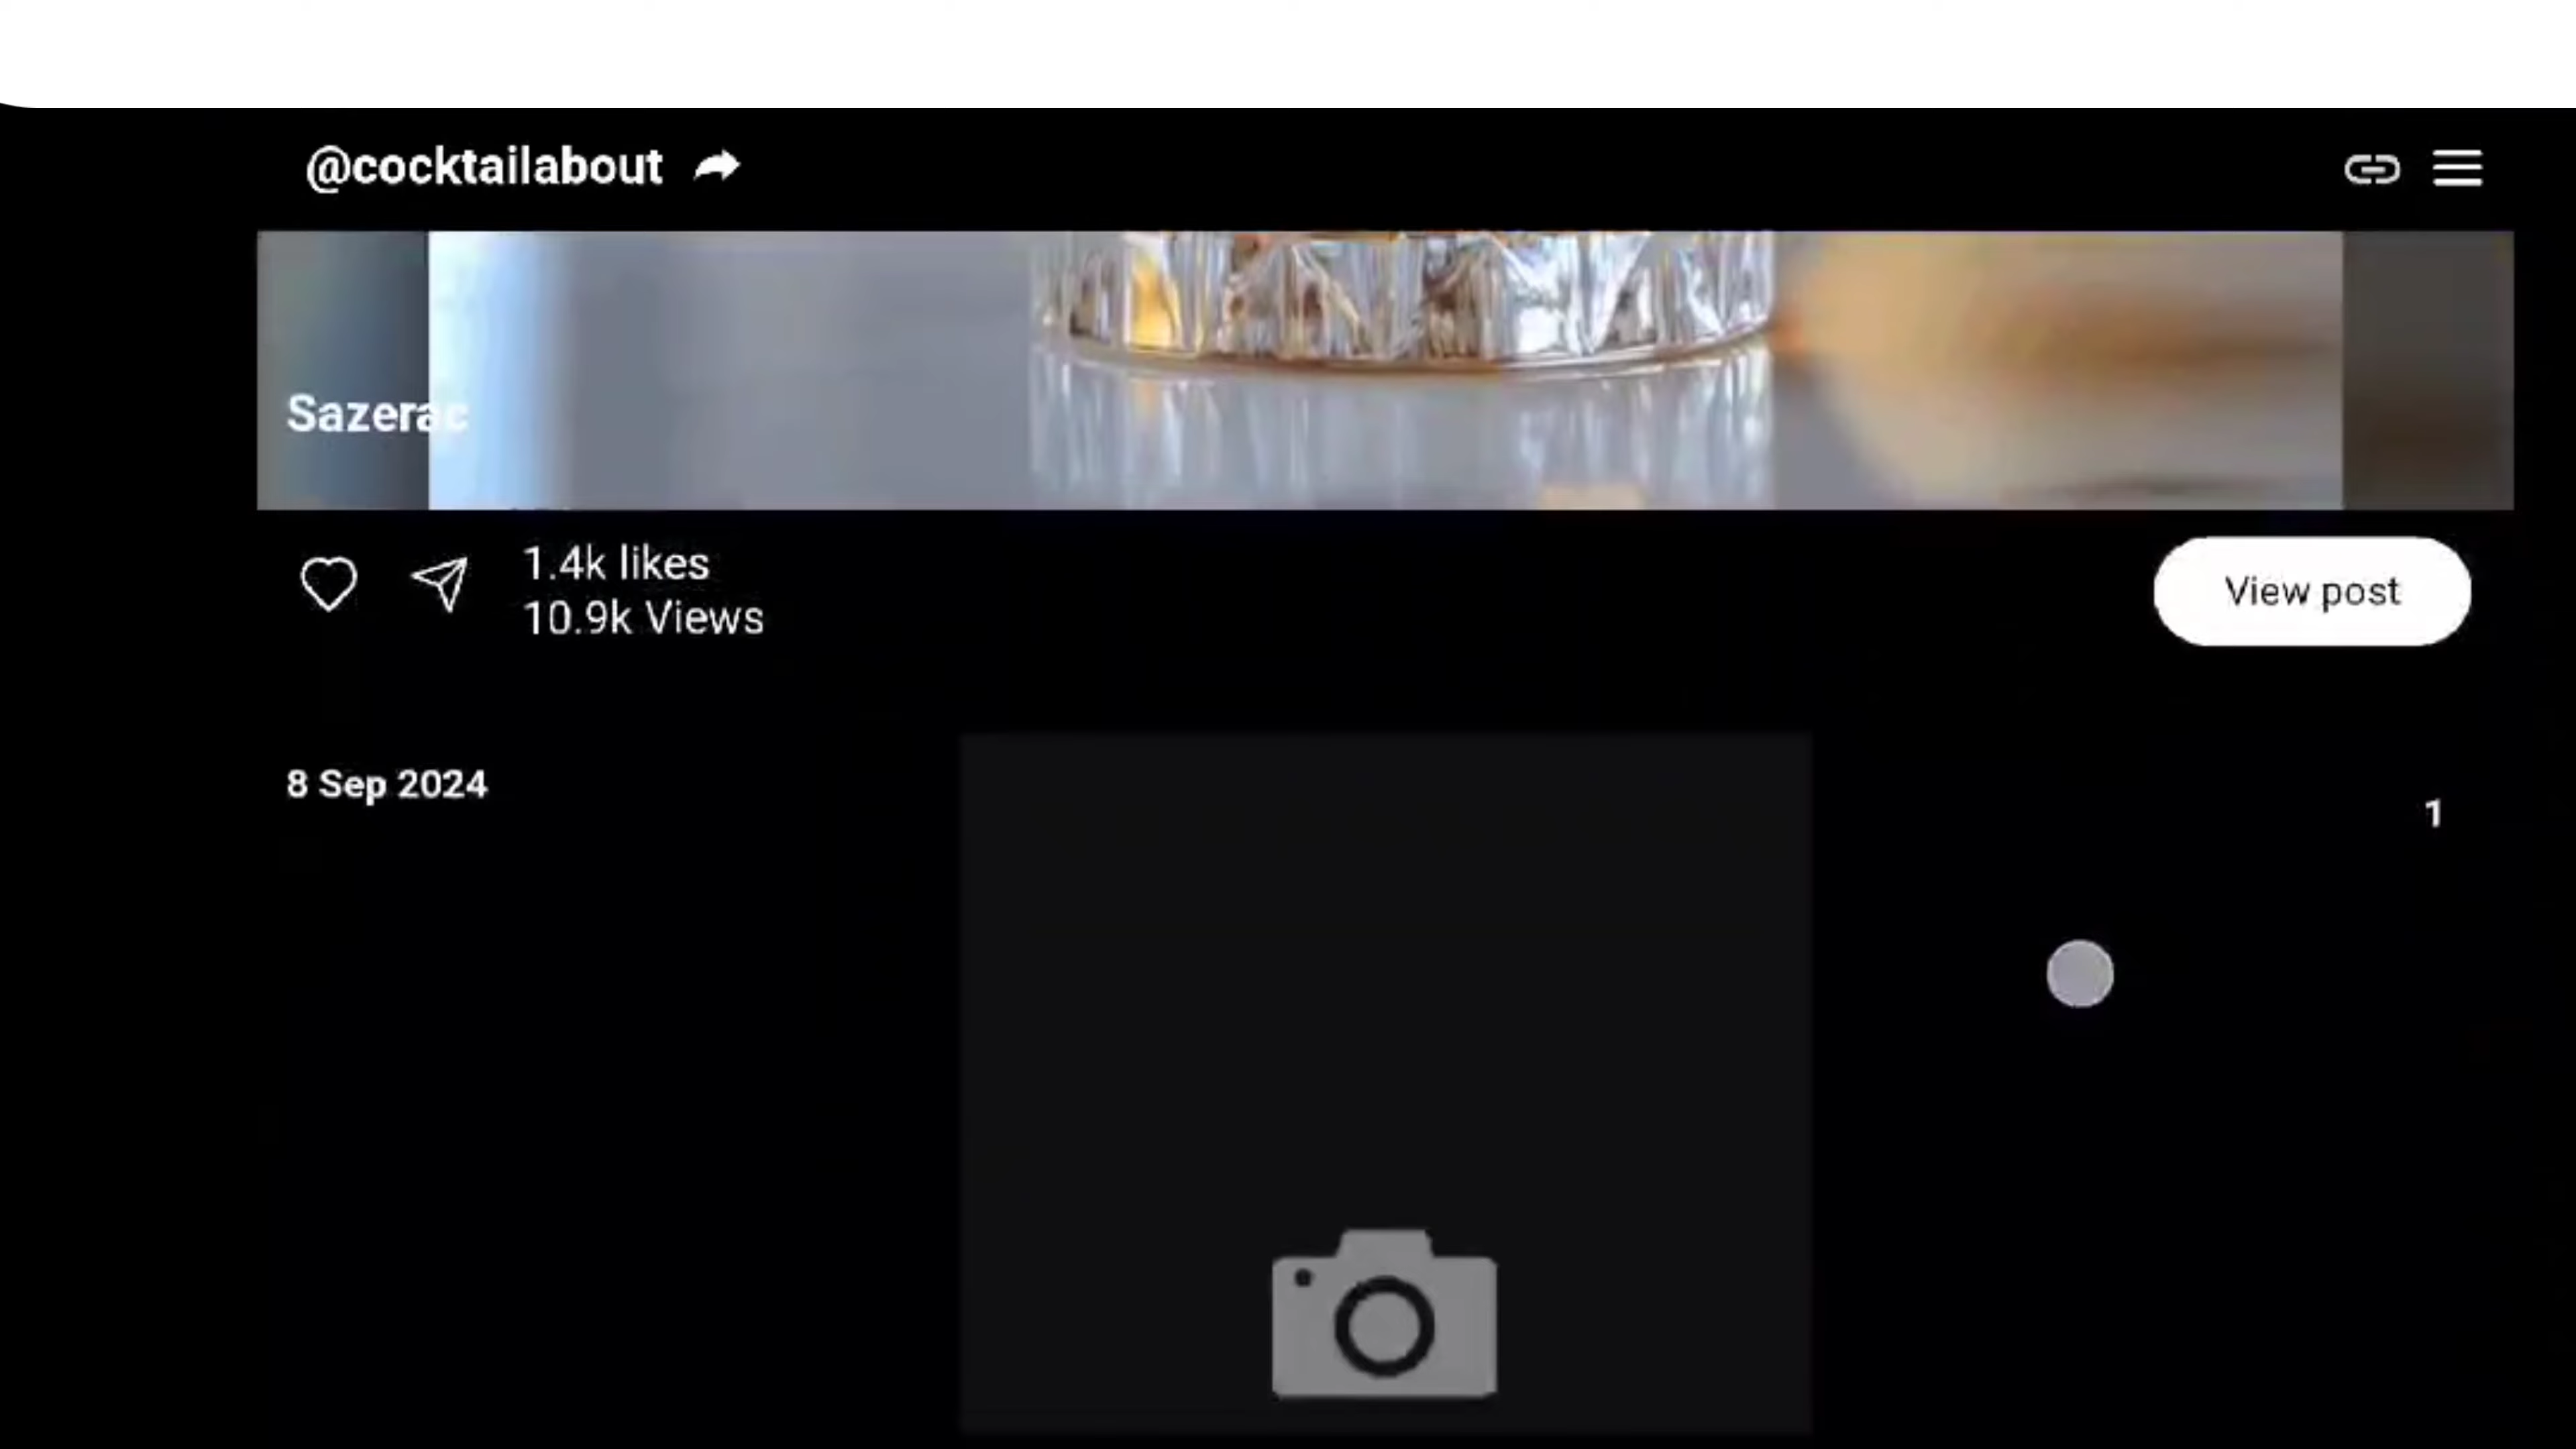 @cocktailabout
Sazerac
1.4k likes
10.9k Views
View post
8 Sep 2024
1